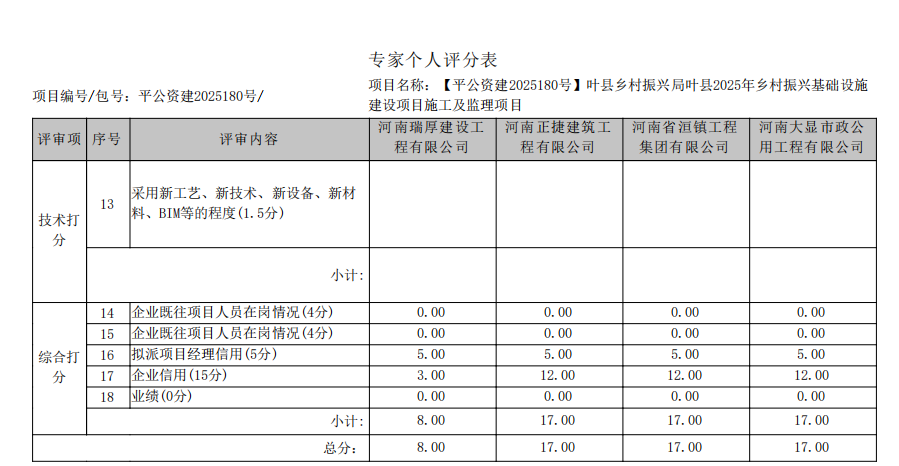 专家个人评分表
项目编号/包号: 平公资建2025180号/
项目名称: 【平公资建2025180号】叶县乡村振兴局叶县2025年乡村振兴基础设施
建设项目施工及监理项目
评审项 序号 评审内容 河南瑞厚建设工 河南正捷建筑工 河南省洹镇工程 河南大显市政公
程有限公司 程有限公司 集团有限公司 用工程有限公司
技术打
分
13
采用新工艺、新技术、新设备、新材
料、BIM等的程度(1.5分)
小计:
综合打
分
14 企业既往项目人员在岗情况(4分) 0.00 0.00 0.00 0.00
15 企业既往项目人员在岗情况(4分) 0.00 0.00 0.00 0.00
16 拟派项目经理信用(5分) 5.00 5.00 5.00 5.00
17 企业信用(15分) 3.00 12.00 12.00 12.00
18 业绩(0分) 0.00 0.00 0.00 0.00
小计: 8.00 17.00 17.00 17.00
总分: 8.00 17.00 17.00 17.00